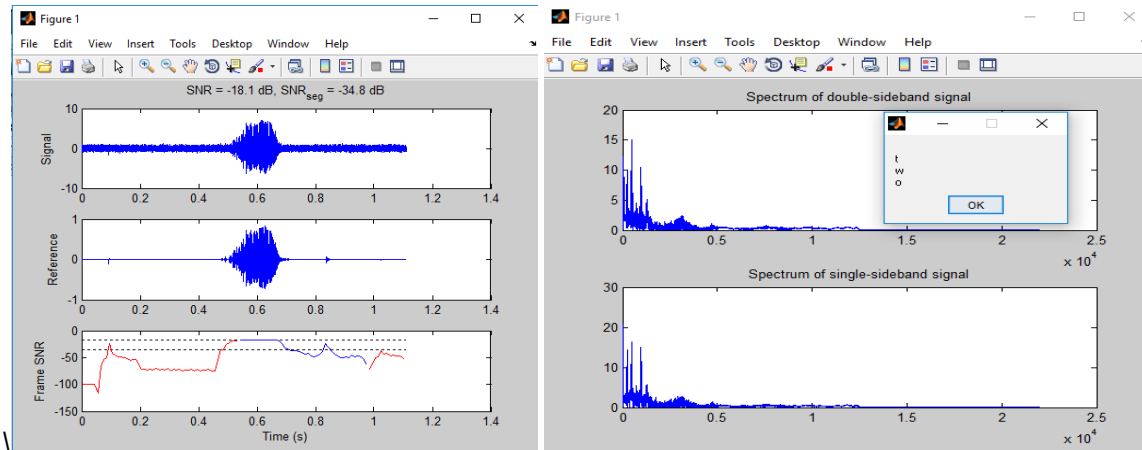 Figure 1
File Edit View Insert Tools Desktop Window Help
SNR = -18.1 dB, SNR_seg = -34.8 dB
Signal
10
0
-10
0 0.2 0.4 0.6 0.8 1 1.2 1.4
Reference
1
0
-1
0 0.2 0.4 0.6 0.8 1 1.2 1.4
Frame SNR
0
-50
-100
-150
0 0.2 0.4 0.6 0.8 1 1.2 1.4
Time (s)
\
Figure 1
File Edit View Insert Tools Desktop Window Help
Spectrum of double-sideband signal
20
15
10
5
0
0 0.5 1 1.5 2 2.5
x 10^4
t
w
o
OK
Spectrum of single-sideband signal
30
20
10
0
0 0.5 1 1.5 2 2.5
x 10^4